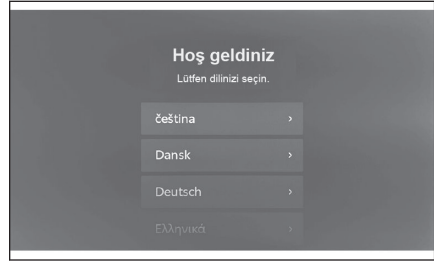 Hoş geldiniz
Lütfen dilinizi seçin.
čeština
Dansk
Deutsch
Ελληνικά